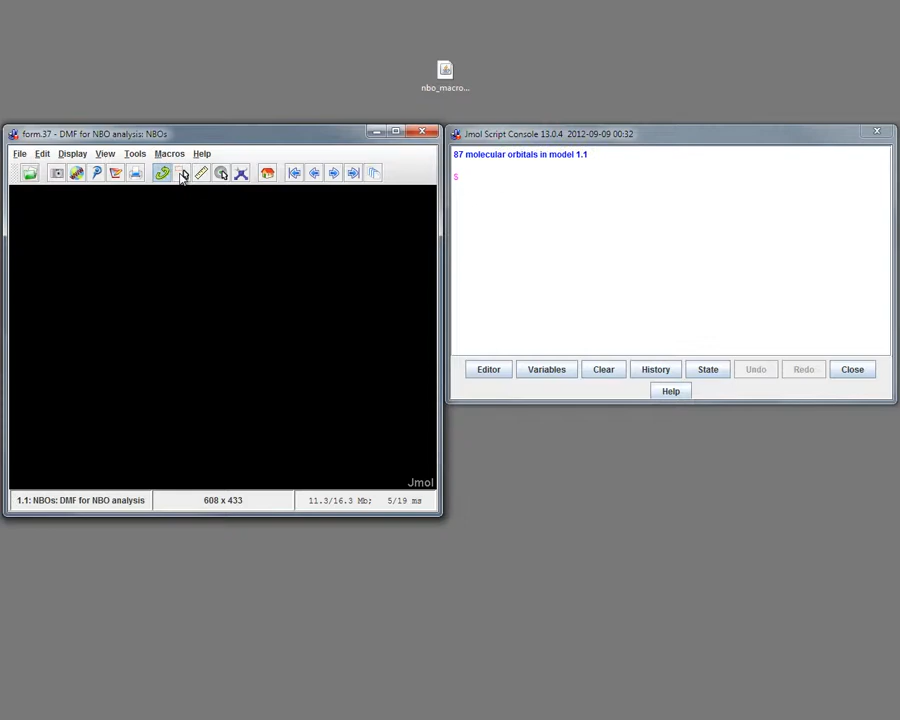 nbo_macro...
form.37 - DMF for NBO analysis: NBOs
File Edit Display View Tools Macros Help
Jmol
1.1: NBOs: DMF for NBO analysis
608 x 433
11.3/16.3 Mb; 5/19 ms
Jmol Script Console 13.0.4 2012-09-09 00:32
87 molecular orbitals in model 1.1
$
Editor Variables Clear History State Undo Redo Close
Help